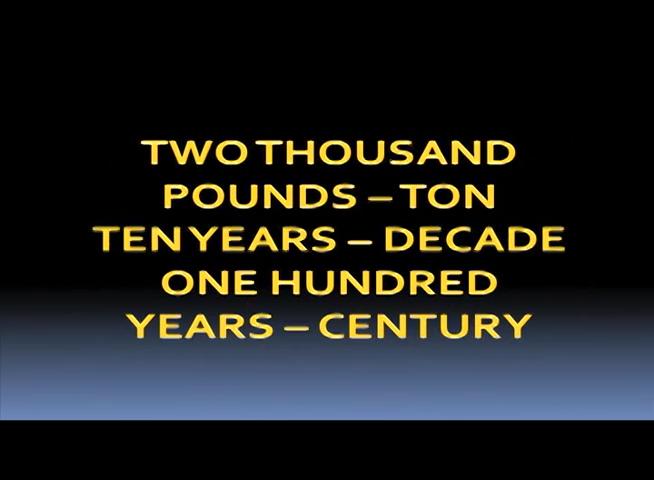 TWO THOUSAND
POUNDS – TON
TEN YEARS – DECADE
ONE HUNDRED
YEARS – CENTURY